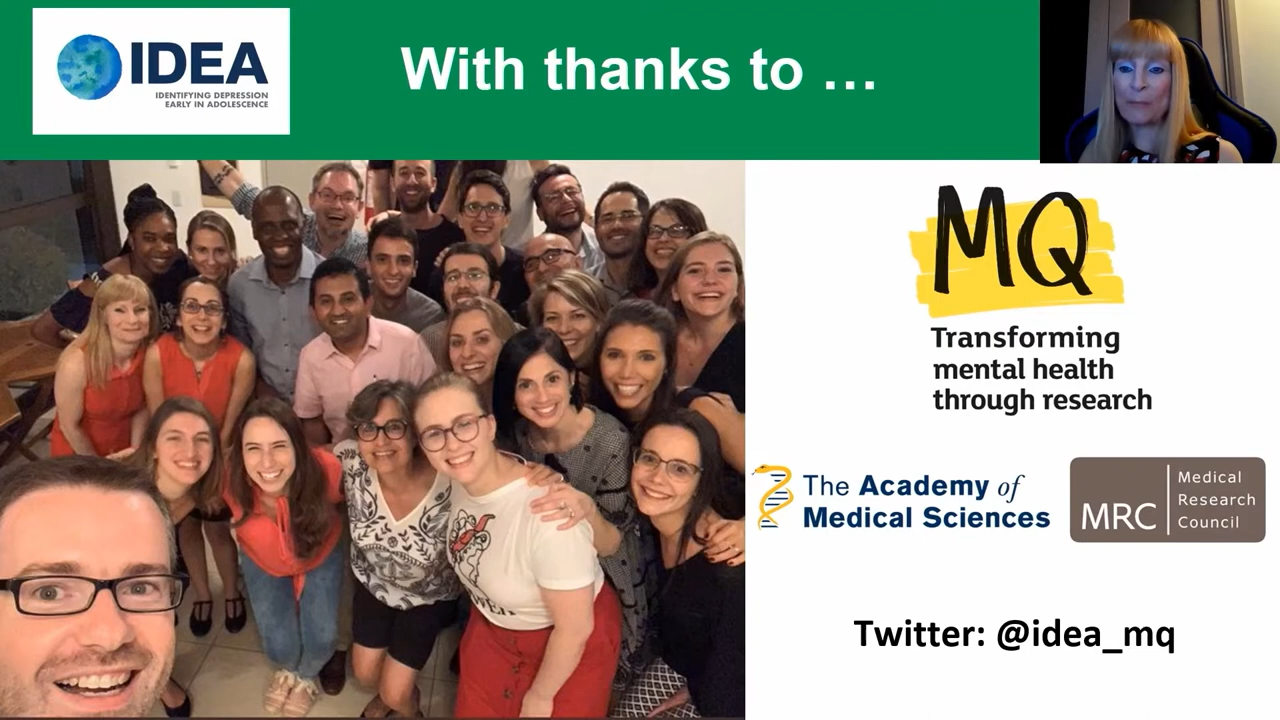 IDEA
IDENTIFYING DEPRESSION
EARLY IN ADOLESCENCE
With thanks to …
MQ
Transforming
mental health
through research
The Academy of
Medical Sciences
MRC
Medical
Research
Council
Twitter: @idea_mq